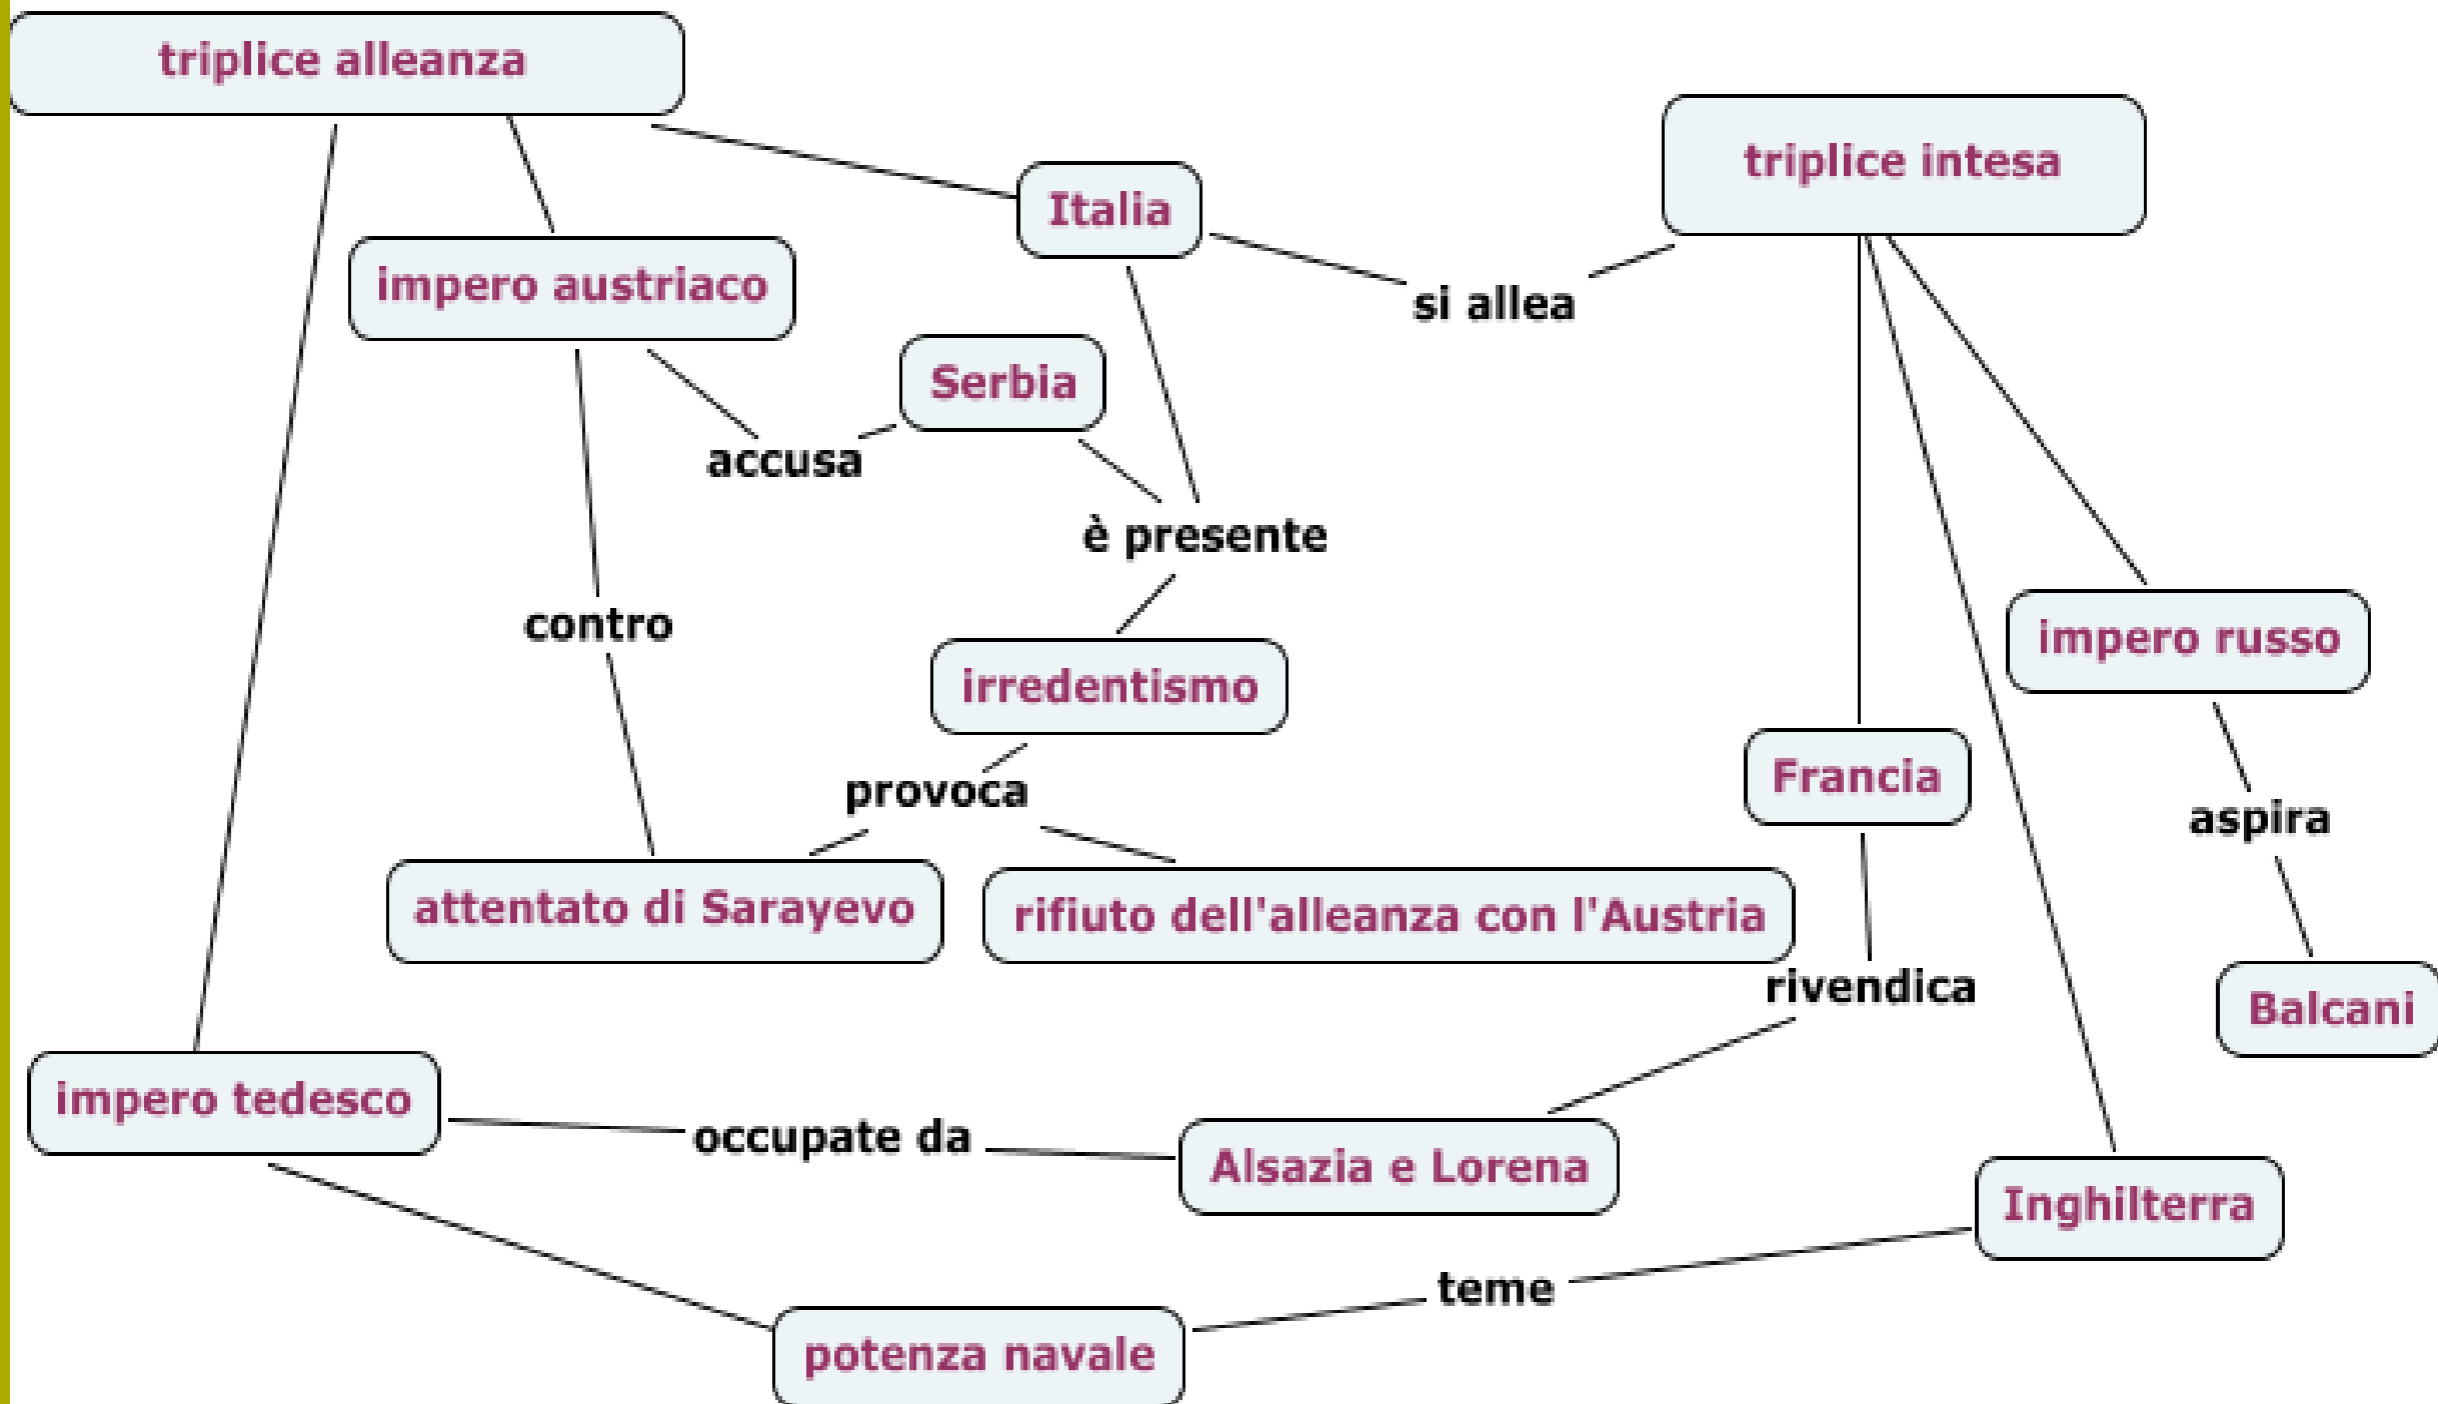 triplice alleanza
triplice intesa
Italia
impero austriaco
si allea
Serbia
accusa
è presente
contro
impero russo
irredentismo
Francia
provoca
aspira
attentato di Sarayevo
rifiuto dell'alleanza con l'Austria
rivendica
Balcani
impero tedesco
occupate da
Alsazia e Lorena
Inghilterra
teme
potenza navale